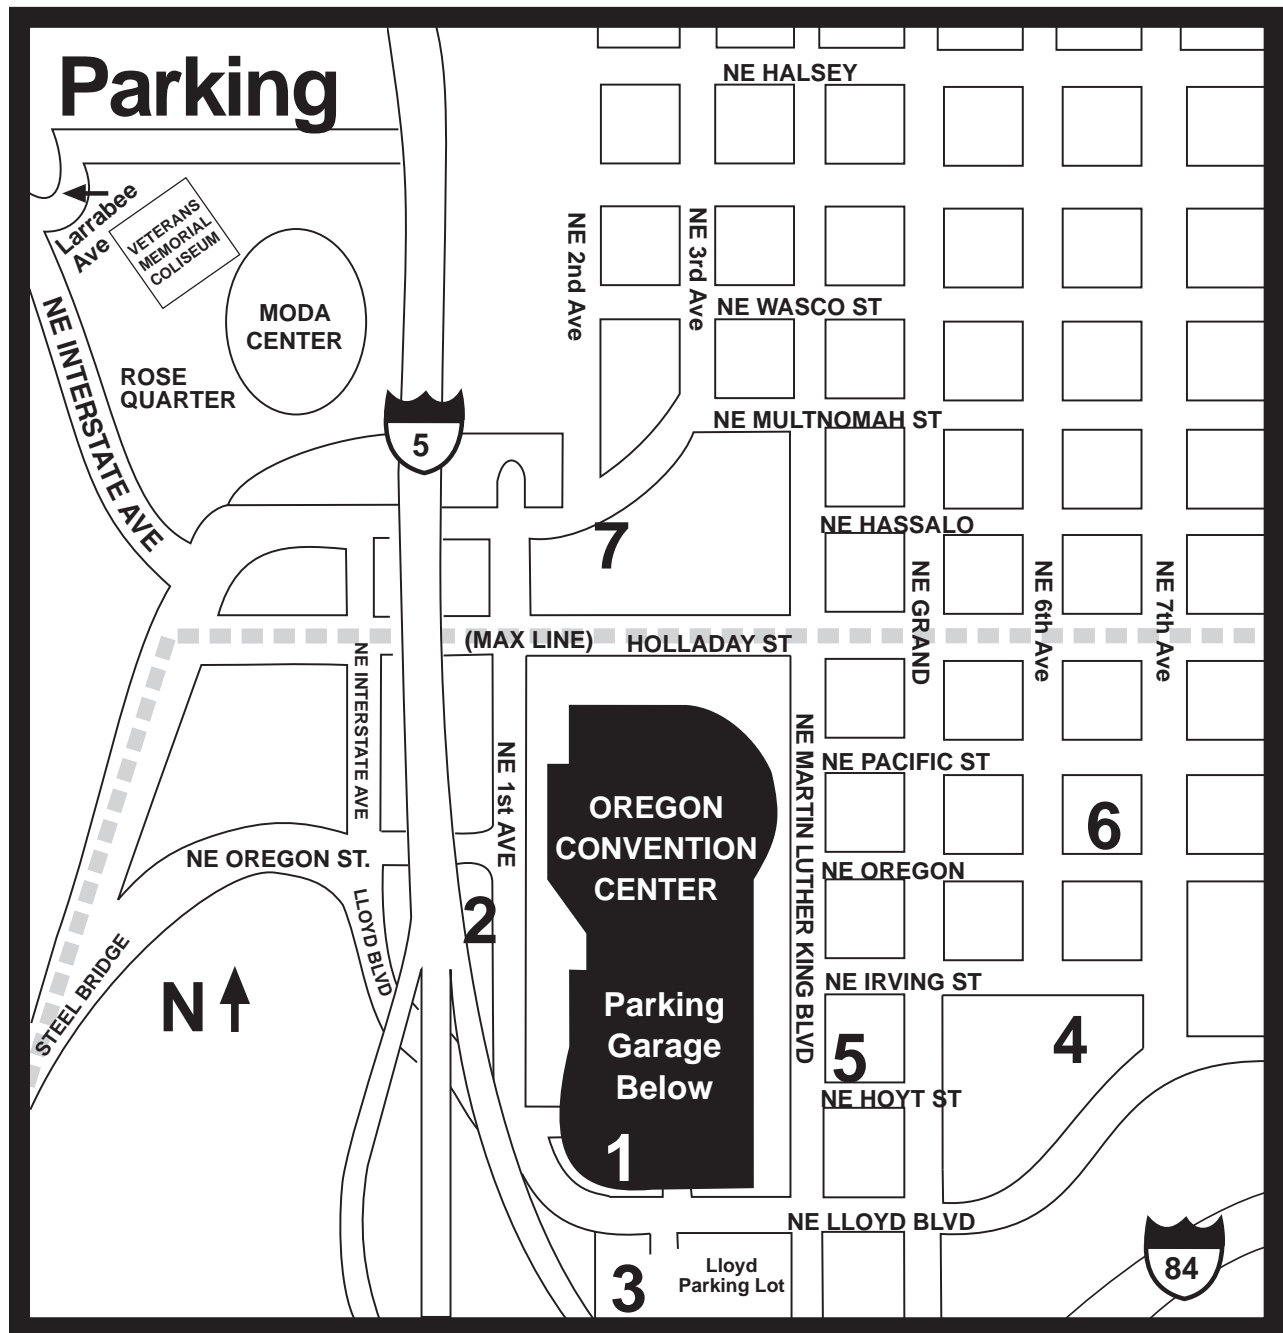 Parking
NE HALSEY
Larrabee
Ave
VETERANS
MEMORIAL
COLISEUM
NE 2nd Ave
NE 3rd Ave
MODA
CENTER
NE WASCO ST
NE INTERSTATE AVE
ROSE
QUARTER
NE MULTNOMAH ST
5
7
NE HASSALO
NE GRAND
NE 6th Ave
NE 7th Ave
(MAX LINE)
HOLLADAY ST
NE INTERSTATE AVE
NE 1st AVE
NE MARTIN LUTHER KING BLVD
NE PACIFIC ST
OREGON
CONVENTION
CENTER
6
NE OREGON ST.
NE OREGON
LLOYD BLVD
2
STEEL BRIDGE
N
NE IRVING ST
Parking
Garage
Below
5
4
NE HOYT ST
1
NE LLOYD BLVD
3
Lloyd
Parking Lot
84